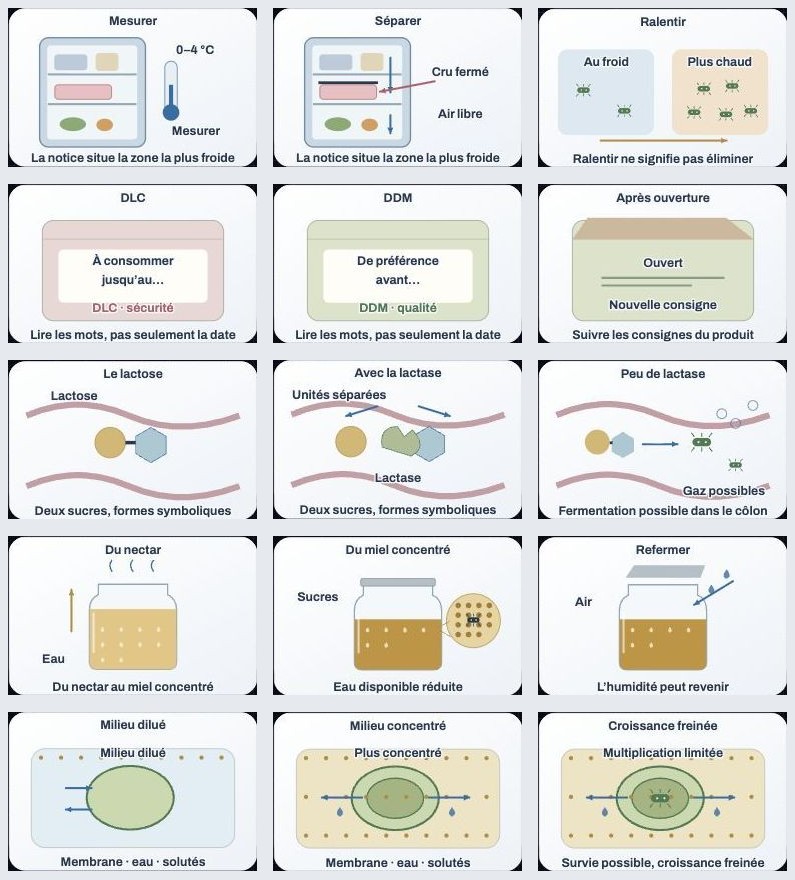 Mesurer
0–4 °C
Mesurer
La notice situe la zone la plus froide
Séparer
Cru fermé
Air libre
La notice situe la zone la plus froide
Ralentir
Au froid
Plus chaud
Ralentir ne signifie pas éliminer
DLC
À consommer
jusqu’au…
DLC · sécurité
Lire les mots, pas seulement la date
DDM
De préférence
avant…
DDM · qualité
Lire les mots, pas seulement la date
Après ouverture
Ouvert
Nouvelle consigne
Suivre les consignes du produit
Le lactose
Lactose
Deux sucres, formes symboliques
Avec la lactase
Unités séparées
Lactase
Deux sucres, formes symboliques
Peu de lactase
Gaz possibles
Fermentation possible dans le côlon
Du nectar
Eau
Du nectar au miel concentré
Du miel concentré
Sucres
Eau disponible réduite
Refermer
Air
L’humidité peut revenir
Milieu dilué
Milieu dilué
Membrane · eau · solutés
Milieu concentré
Plus concentré
Membrane · eau · solutés
Croissance freinée
Multiplication limitée
Survie possible, croissance freinée